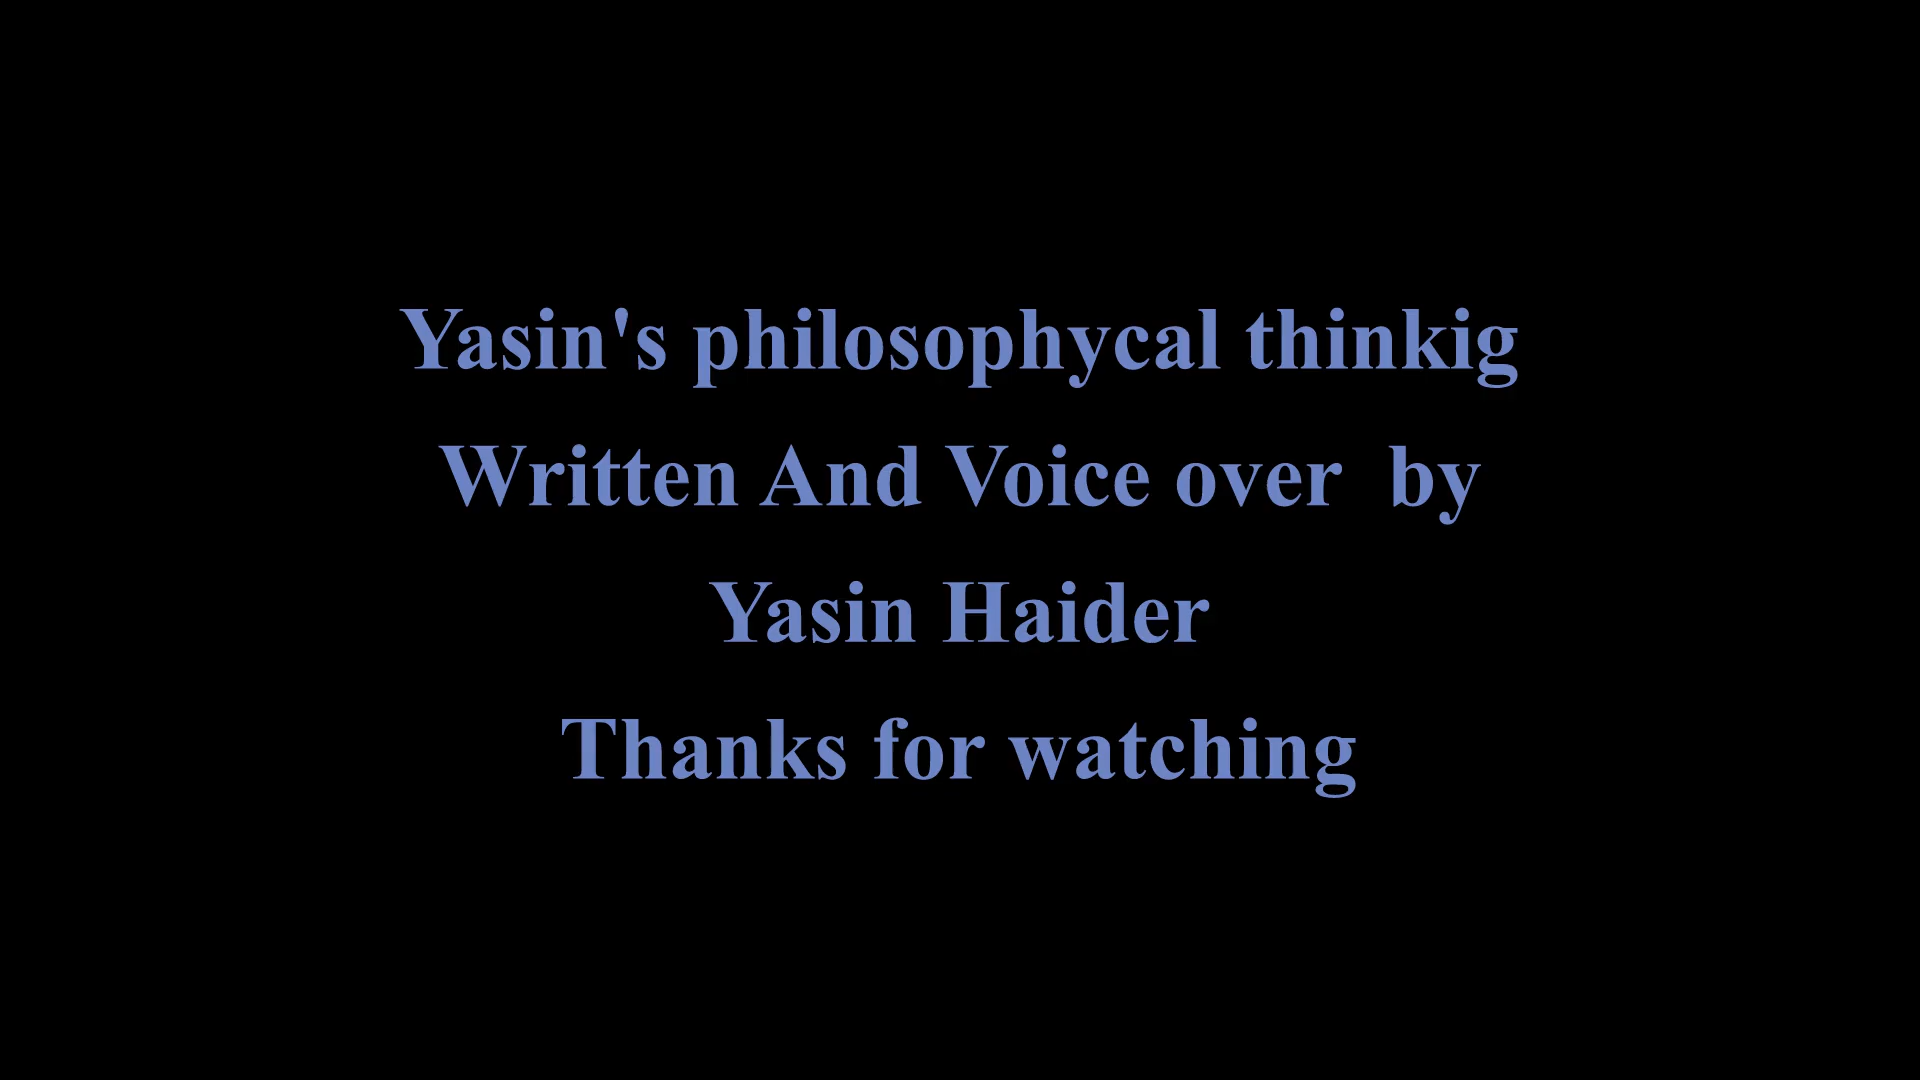 Yasin's philosophycal thinkig
Written And Voice over  by
Yasin Haider
Thanks for watching